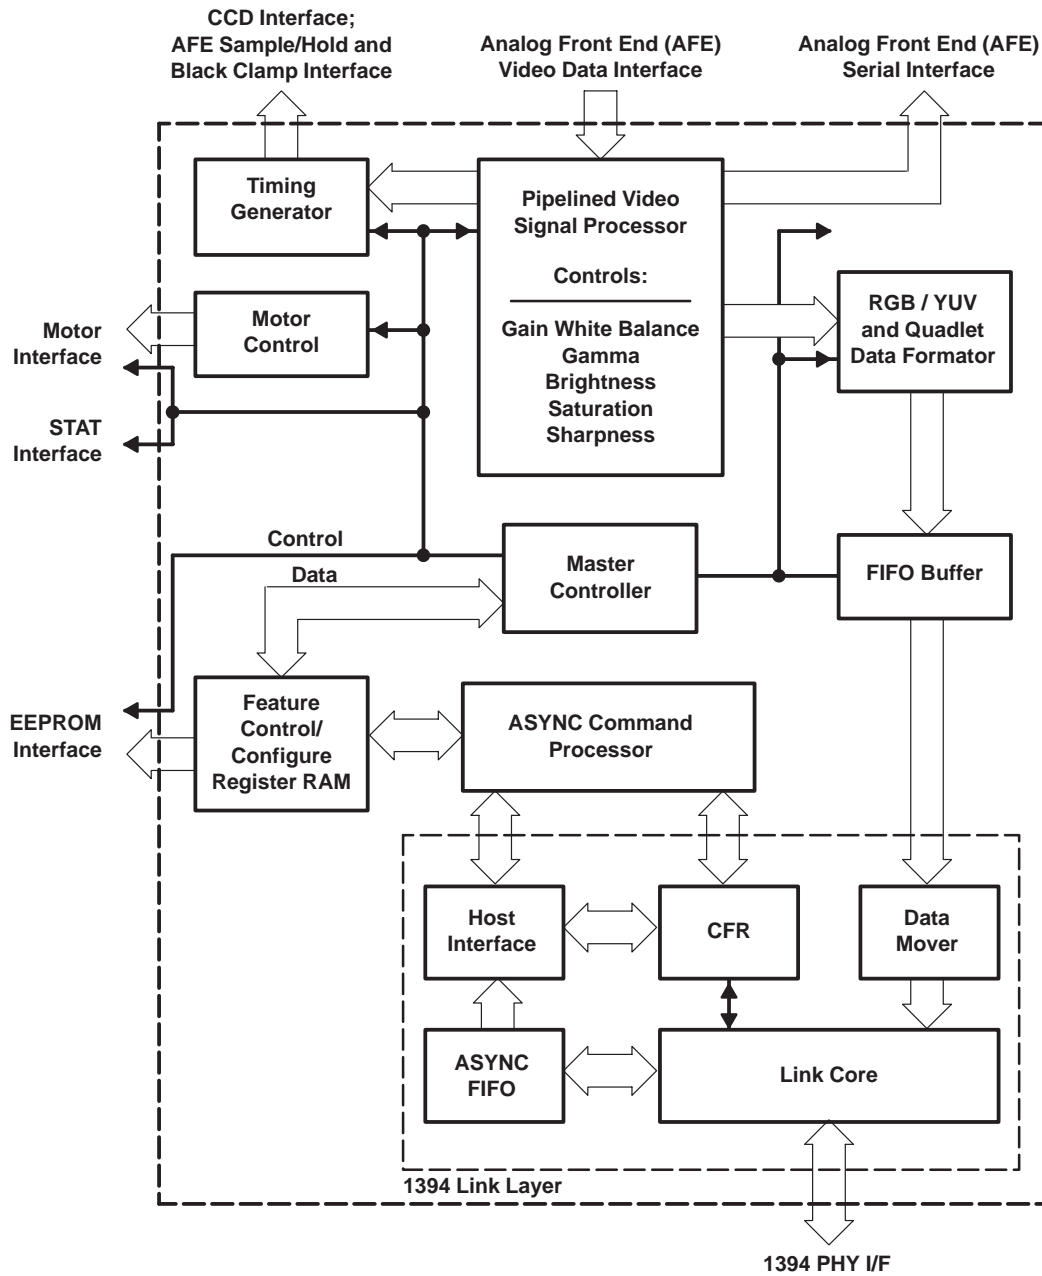 CCD Interface;
AFE Sample/Hold and
Black Clamp Interface
Analog Front End (AFE)
Video Data Interface
Analog Front End (AFE)
Serial Interface
Timing
Generator
Pipelined Video
Signal Processor
Controls:
Gain White Balance
Gamma
Brightness
Saturation
Sharpness
RGB / YUV
and Quadlet
Data Formator
Motor
Interface
Motor
Control
STAT
Interface
Control
Data
Master
Controller
FIFO Buffer
EEPROM
Interface
Feature
Control/
Configure
Register RAM
ASYNC Command
Processor
Host
Interface
CFR
Data
Mover
ASYNC
FIFO
Link Core
1394 Link Layer
1394 PHY I/F